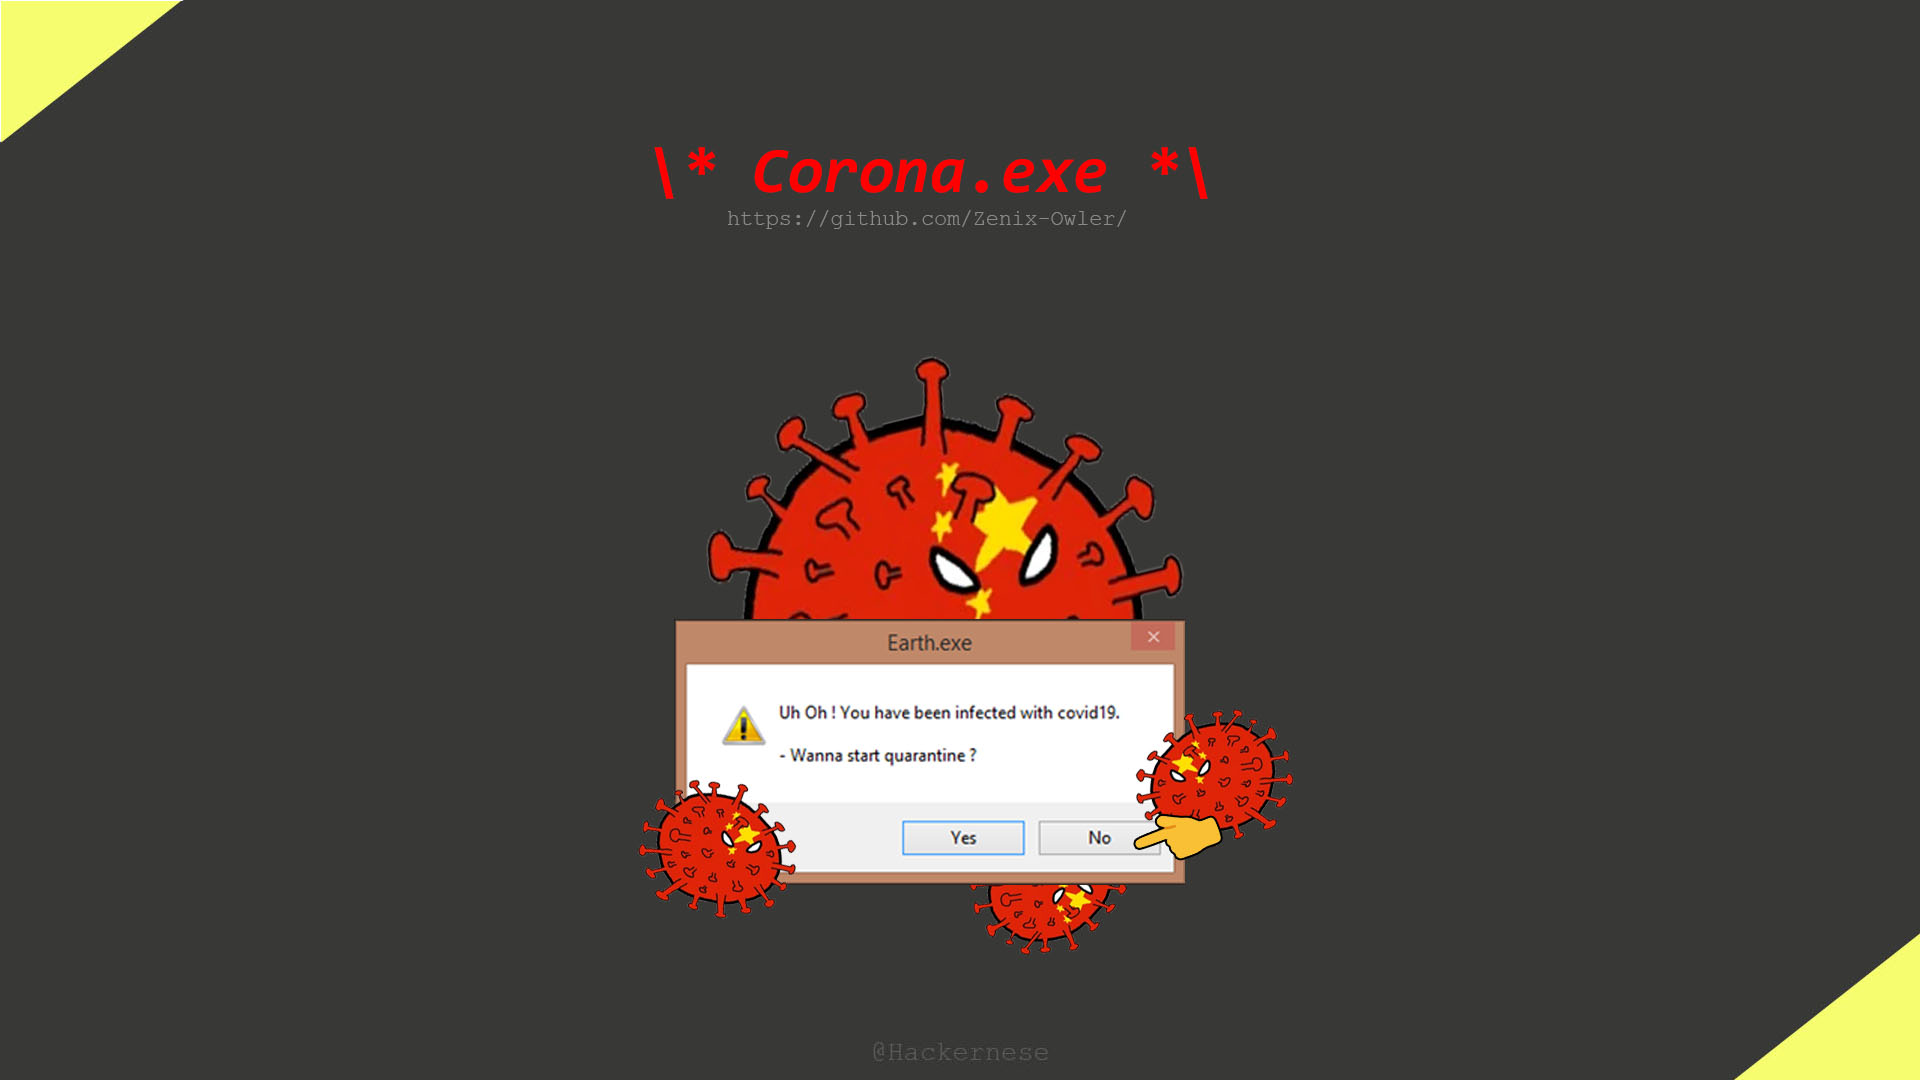 \* Corona.exe *\
https://github.com/Zenix-Owler/
Earth.exe
Uh Oh ! You have been infected with covid19.
- Wanna start quarantine ?
Yes
No
@Hackernese